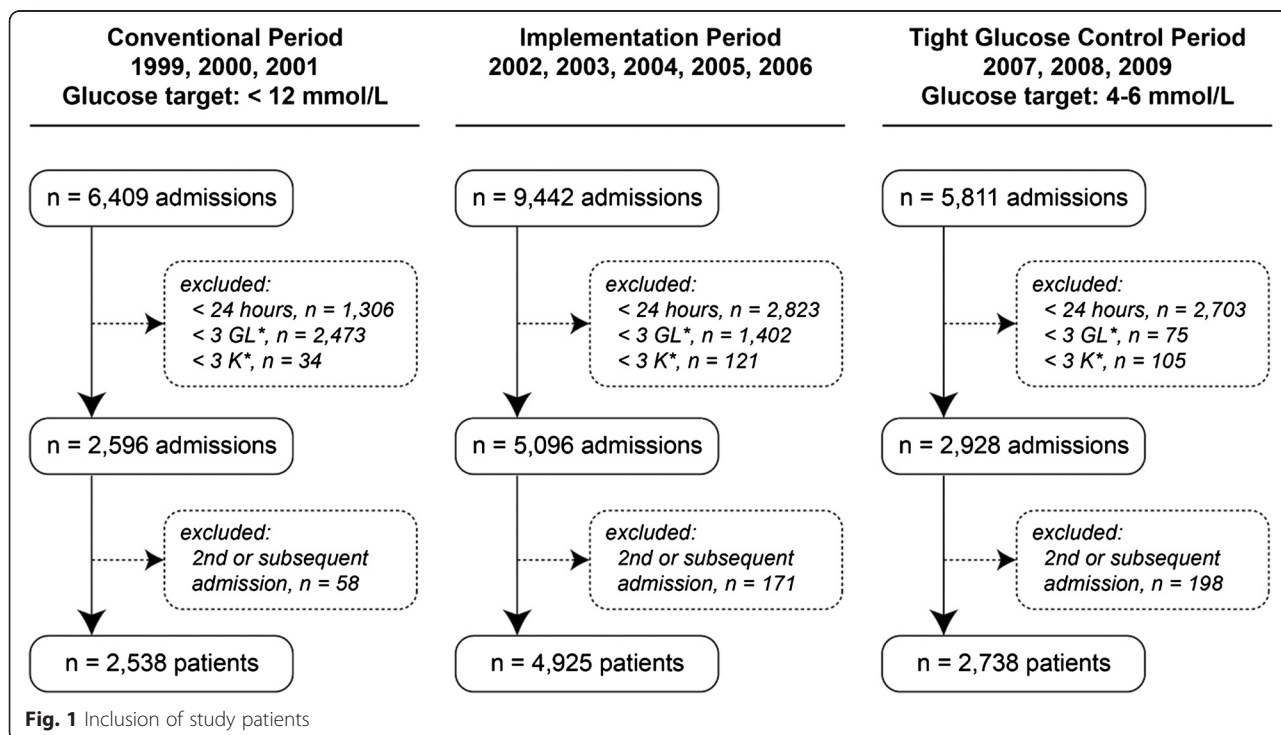 Conventional Period
1999, 2000, 2001
Glucose target: < 12 mmol/L
n = 6,409 admissions
excluded:
< 24 hours, n = 1,306
< 3 GL*, n = 2,473
< 3 K*, n = 34
n = 2,596 admissions
excluded:
2nd or subsequent
admission, n = 58
n = 2,538 patients
Implementation Period
2002, 2003, 2004, 2005, 2006
n = 9,442 admissions
excluded:
< 24 hours, n = 2,823
< 3 GL*, n = 1,402
< 3 K*, n = 121
n = 5,096 admissions
excluded:
2nd or subsequent
admission, n = 171
n = 4,925 patients
Tight Glucose Control Period
2007, 2008, 2009
Glucose target: 4-6 mmol/L
n = 5,811 admissions
excluded:
< 24 hours, n = 2,703
< 3 GL*, n = 75
< 3 K*, n = 105
n = 2,928 admissions
excluded:
2nd or subsequent
admission, n = 198
n = 2,738 patients
Fig. 1 Inclusion of study patients